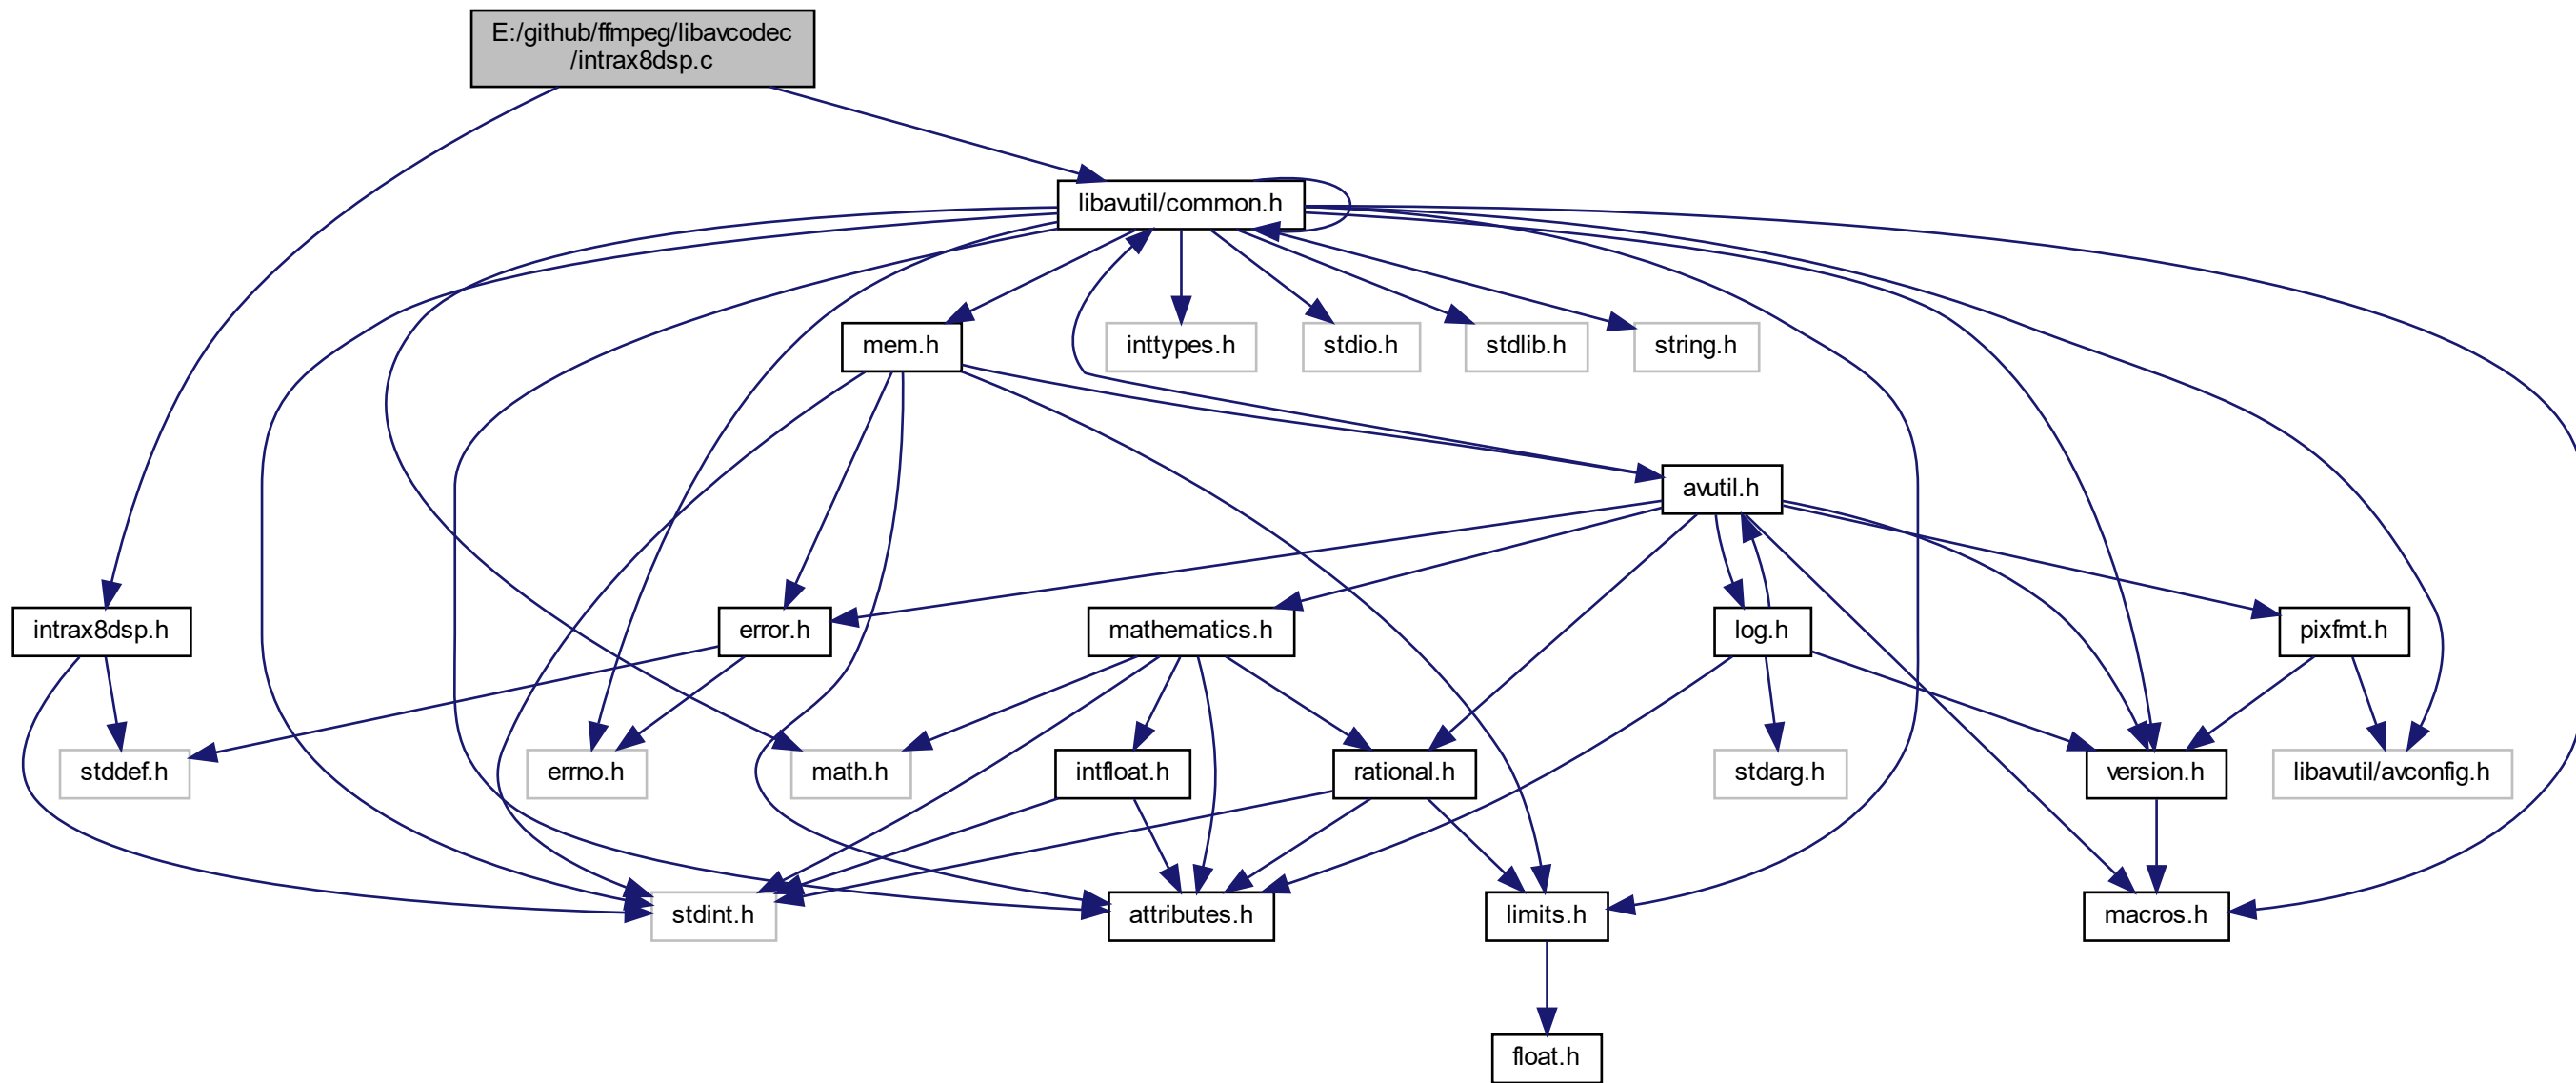 E:/github/ffmpeg/libavcodec
/intrax8dsp.c
libavutil/common.h
mem.h
inttypes.h
stdio.h
stdlib.h
string.h
avutil.h
intrax8dsp.h
error.h
mathematics.h
log.h
pixfmt.h
stddef.h
errno.h
math.h
intfloat.h
rational.h
stdarg.h
version.h
libavutil/avconfig.h
stdint.h
attributes.h
limits.h
macros.h
float.h